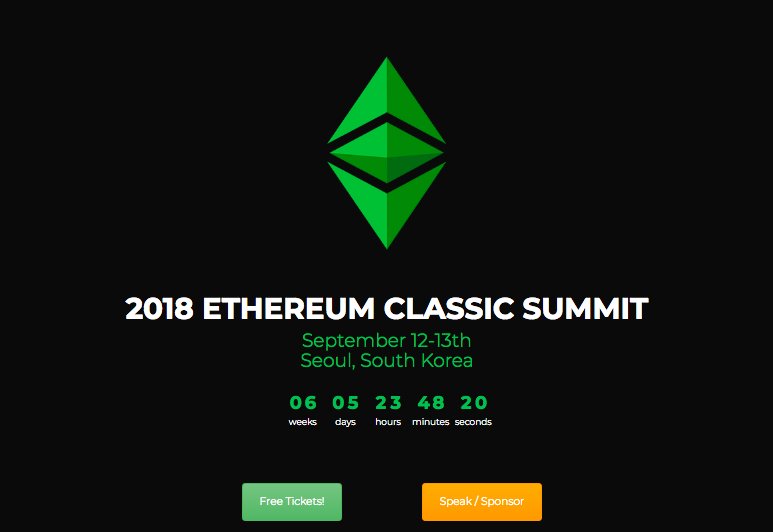 2018 ETHEREUM CLASSIC SUMMIT
September 12-13th
Seoul, South Korea
06 05 23 48 20
weeks days hours minutes seconds
Free Tickets! Speak / Sponsor